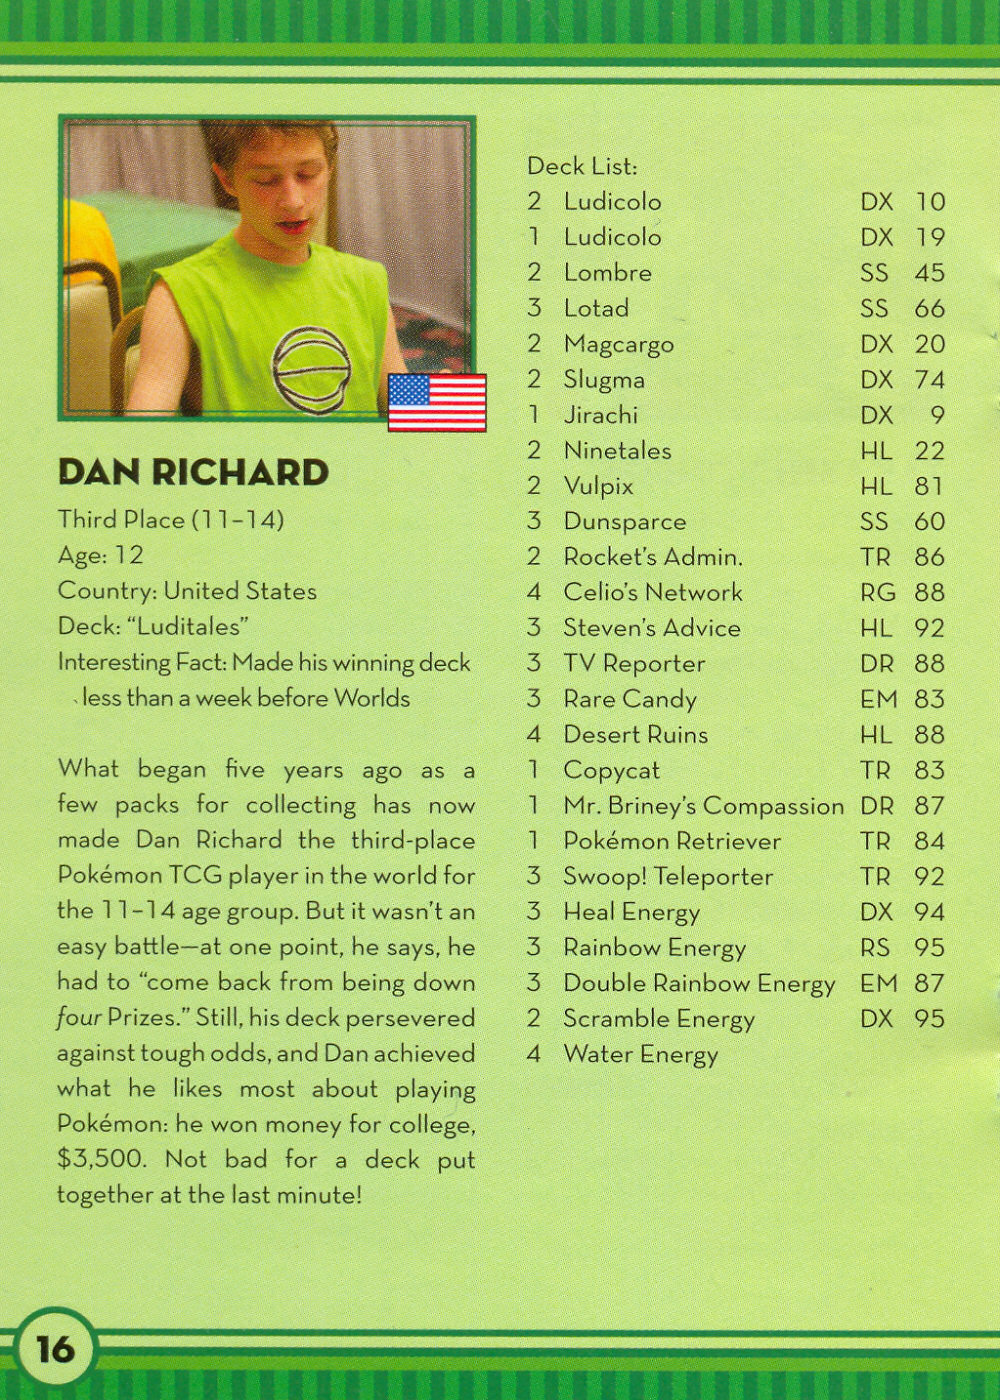 DAN RICHARD
Third Place (11–14)
Age: 12
Country: United States
Deck: “Luditales”
Interesting Fact: Made his winning deck
less than a week before Worlds
What began five years ago as a
few packs for collecting has now
made Dan Richard the third-place
Pokémon TCG player in the world for
the 11–14 age group. But it wasn’t an
easy battle—at one point, he says, he
had to “come back from being down
four Prizes.” Still, his deck persevered
against tough odds, and Dan achieved
what he likes most about playing
Pokémon: he won money for college,
$3,500. Not bad for a deck put
together at the last minute!
Deck List:
2 Ludicolo DX 10
1 Ludicolo DX 19
2 Lombre SS 45
3 Lotad SS 66
2 Magcargo DX 20
2 Slugma DX 74
1 Jirachi DX 9
2 Ninetales HL 22
2 Vulpix HL 81
3 Dunsparce SS 60
2 Rocket’s Admin. TR 86
4 Celio’s Network RG 88
3 Steven’s Advice HL 92
3 TV Reporter DR 88
3 Rare Candy EM 83
4 Desert Ruins HL 88
1 Copycat TR 83
1 Mr. Briney’s Compassion DR 87
1 Pokémon Retriever TR 84
3 Swoop! Teleporter TR 92
3 Heal Energy DX 94
3 Rainbow Energy RS 95
3 Double Rainbow Energy EM 87
2 Scramble Energy DX 95
4 Water Energy
16